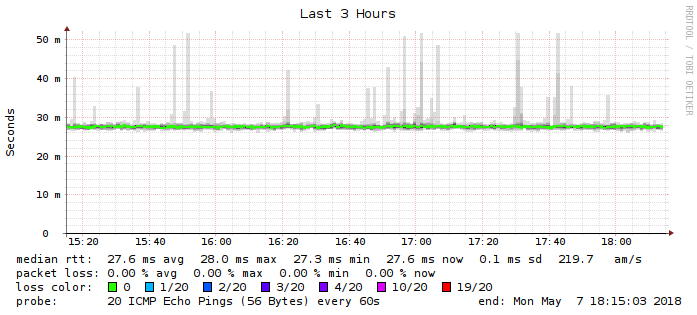 Last 3 Hours
RRDTOOL / TOBI OETIKER
Seconds
50 m
40 m
30 m
20 m
10 m
0
15:20 15:40 16:00 16:20 16:40 17:00 17:20 17:40 18:00
median rtt: 27.6 ms avg 28.0 ms max 27.3 ms min 27.6 ms now 0.1 ms sd 219.7 am/s
packet loss: 0.00 % avg 0.00 % max 0.00 % min 0.00 % now
loss color: 0 1/20 2/20 3/20 4/20 10/20 19/20
probe: 20 ICMP Echo Pings (56 Bytes) every 60s end: Mon May 7 18:15:03 2018